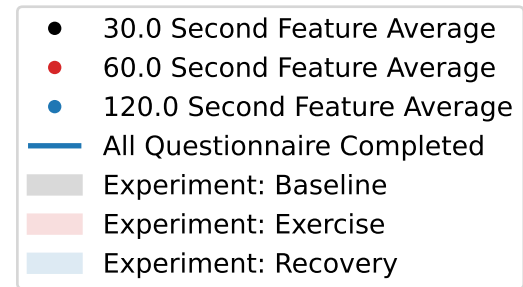 30.0 Second Feature Average
60.0 Second Feature Average
120.0 Second Feature Average
All Questionnaire Completed
Experiment: Baseline
Experiment: Exercise
Experiment: Recovery